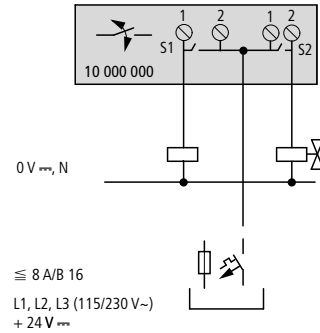 1 2 1 2
S1 S2
10 000 000
0 V ⎓, N
≦ 8 A/B 16
L1, L2, L3 (115/230 V~)
+ 24 V ⎓